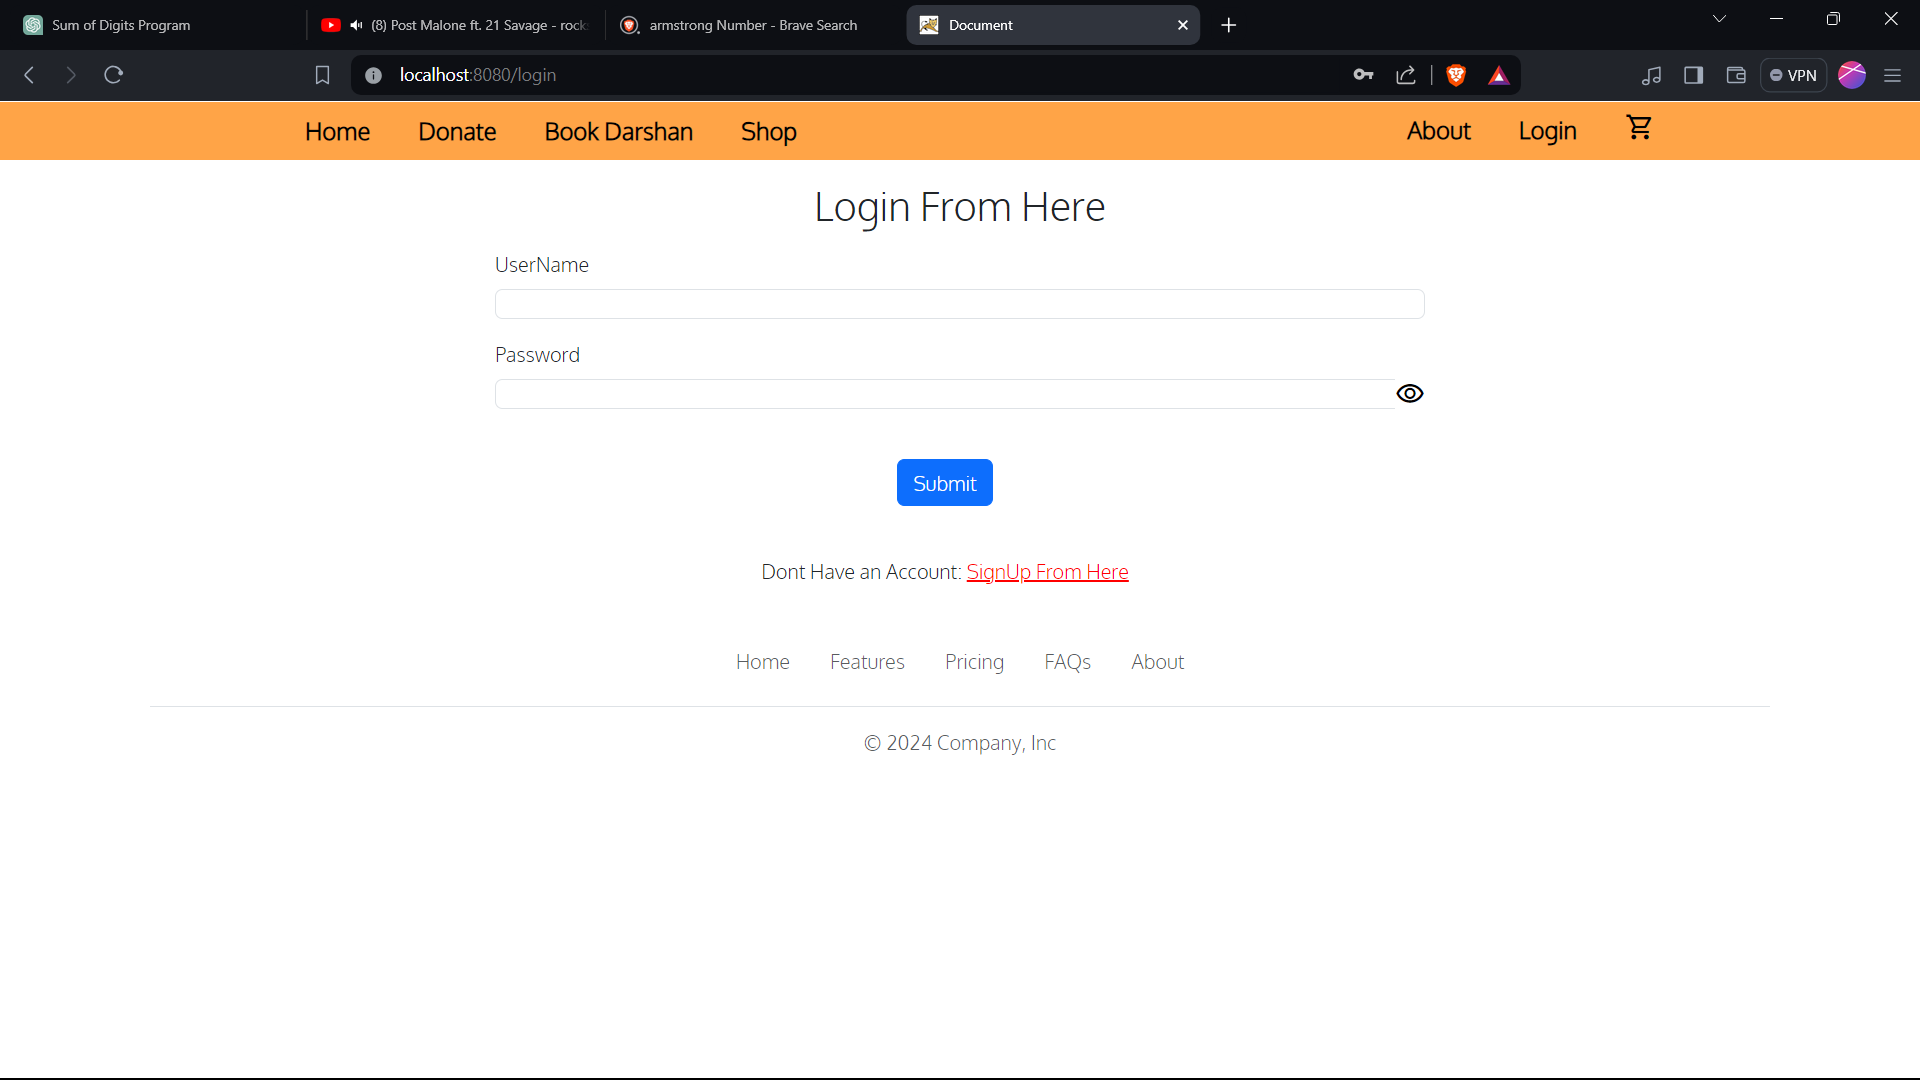 Sum of Digits Program
(8) Post Malone ft. 21 Savage - rock
armstrong Number - Brave Search
Document
localhost:8080/login
VPN
Home Donate Book Darshan Shop About Login
Login From Here
UserName
Password
Submit
Dont Have an Account: SignUp From Here
Home Features Pricing FAQs About
© 2024 Company, Inc